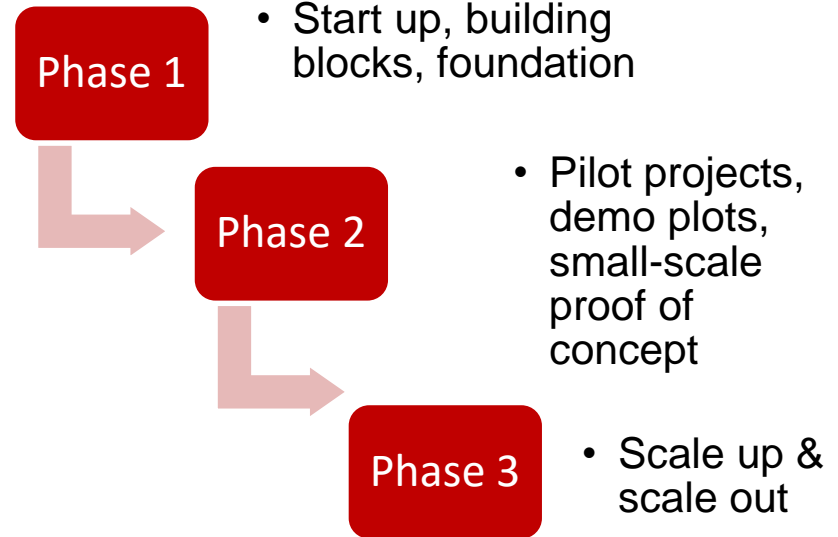 Phase 1
• Start up, building
blocks, foundation
Phase 2
• Pilot projects,
demo plots,
small-scale
proof of
concept
Phase 3
• Scale up &
scale out